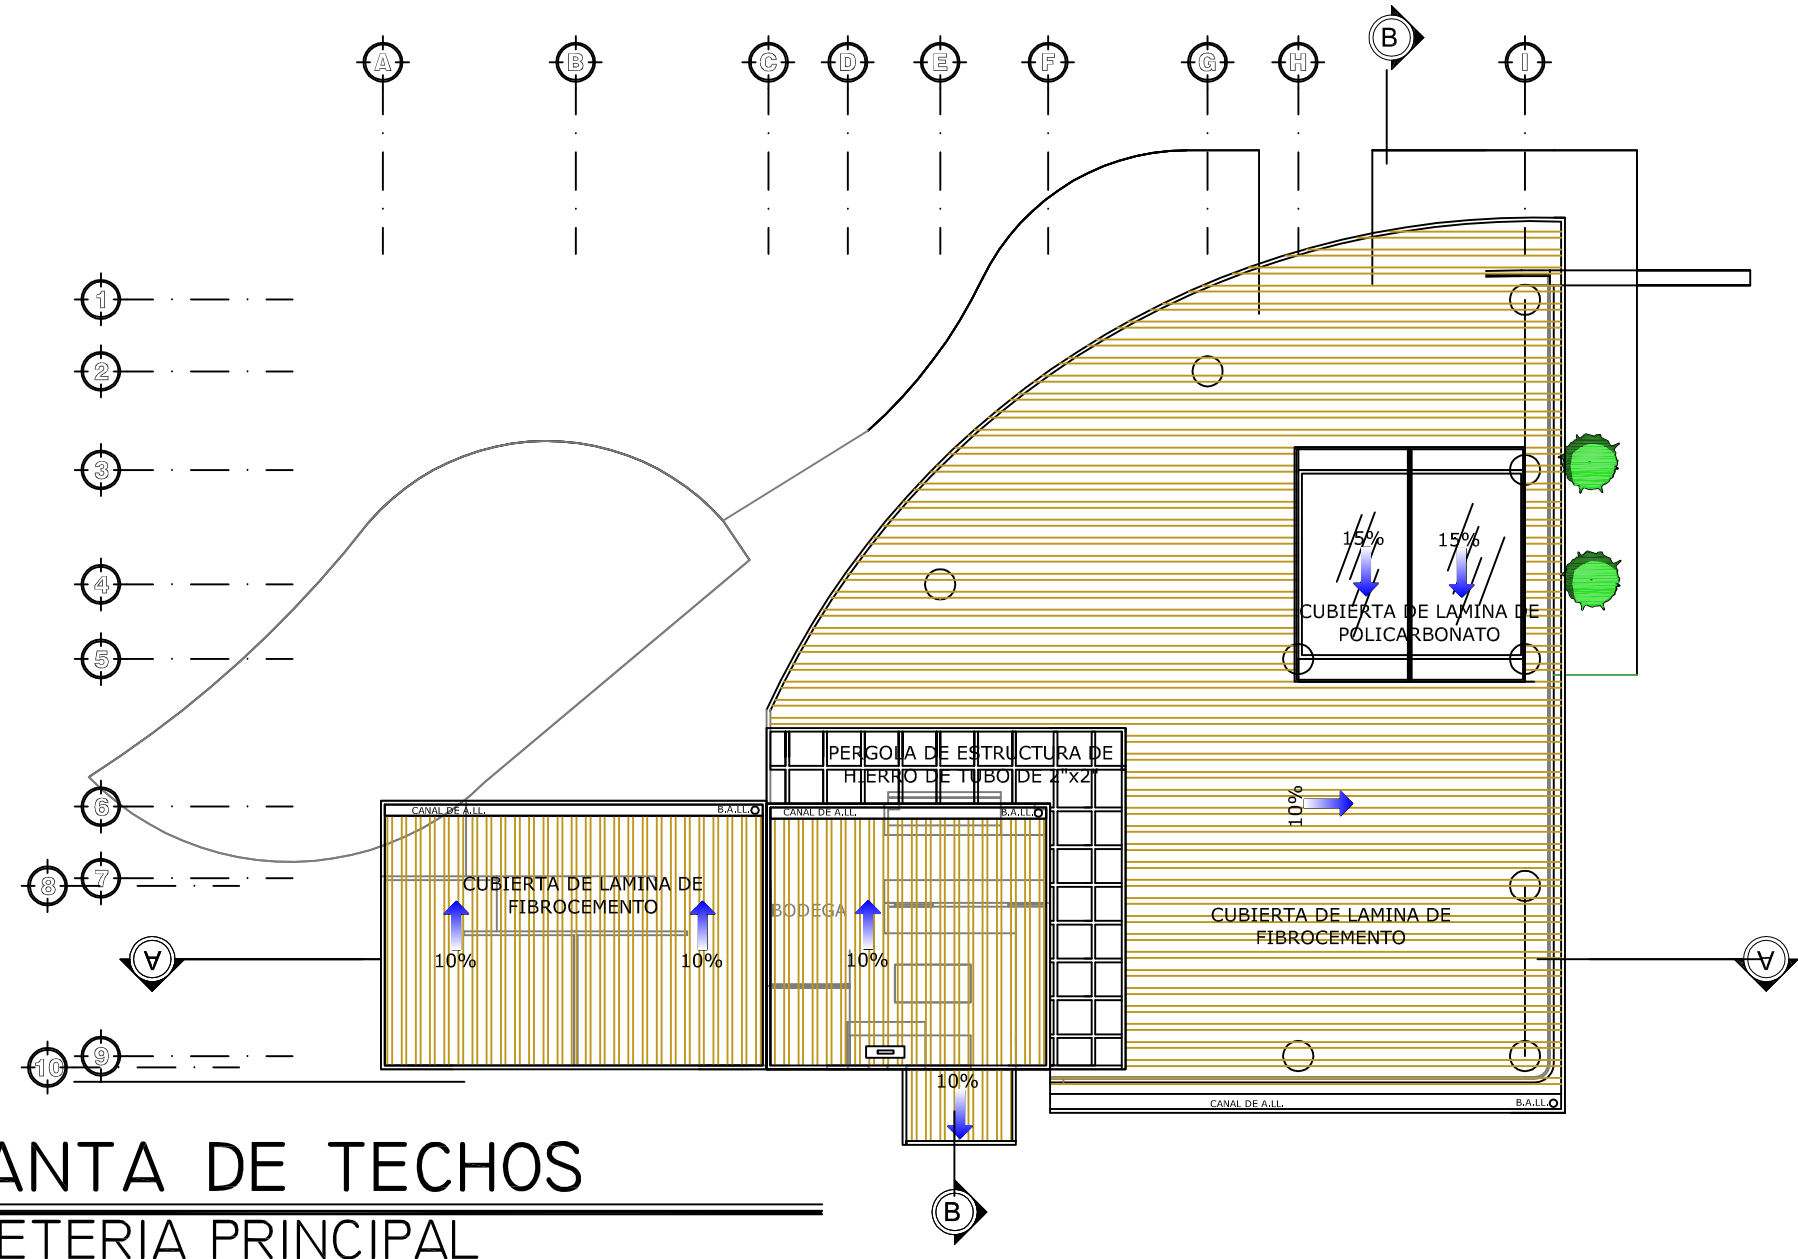 B
A B C D E F G H I
1
2
3
15% 15%
4
CUBIERTA DE LAMINA DE
POLICARBONATO
5
PERGOLA DE ESTRUCTURA DE
HIERRO DE TUBO DE 2"x2"
6
10%
CANAL DE A.LL. B.A.LL. CANAL DE A.LL. B.A.LL.
7
8
CUBIERTA DE LAMINA DE
FIBROCEMENTO
BODEGA
CUBIERTA DE LAMINA DE
FIBROCEMENTO
A 10% 10% 10% A
9
10
10%
CANAL DE A.LL. B.A.LL.
ANTA DE TECHOS
B
ETERIA PRINCIPAL